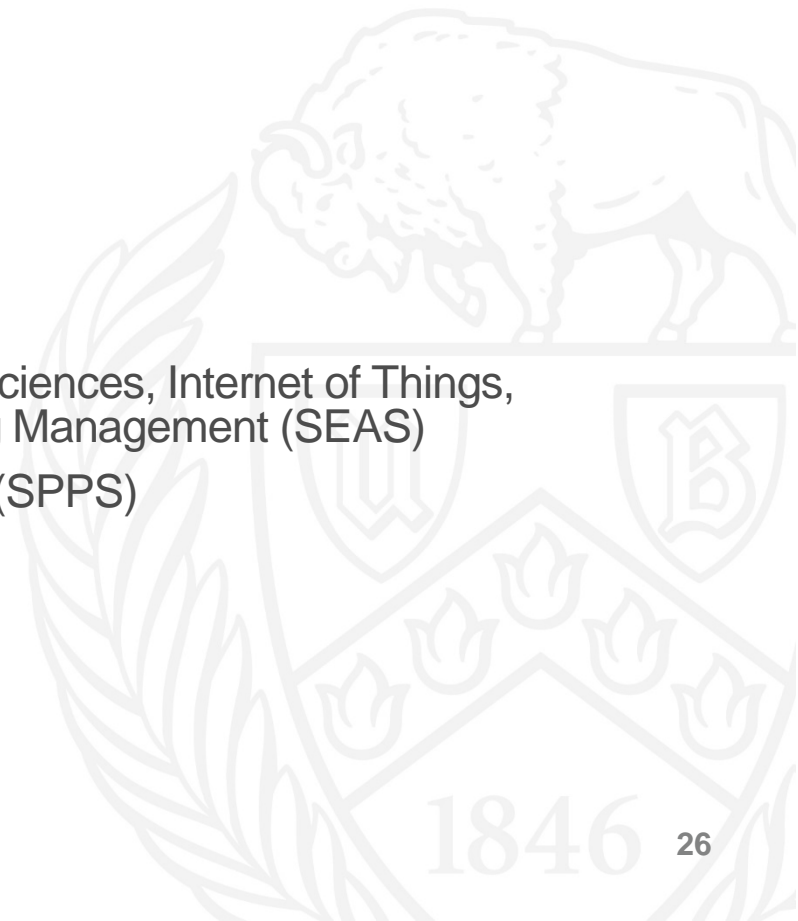 ciences, Internet of Things,
Management (SEAS)
(SPPS)
U B
1846
26